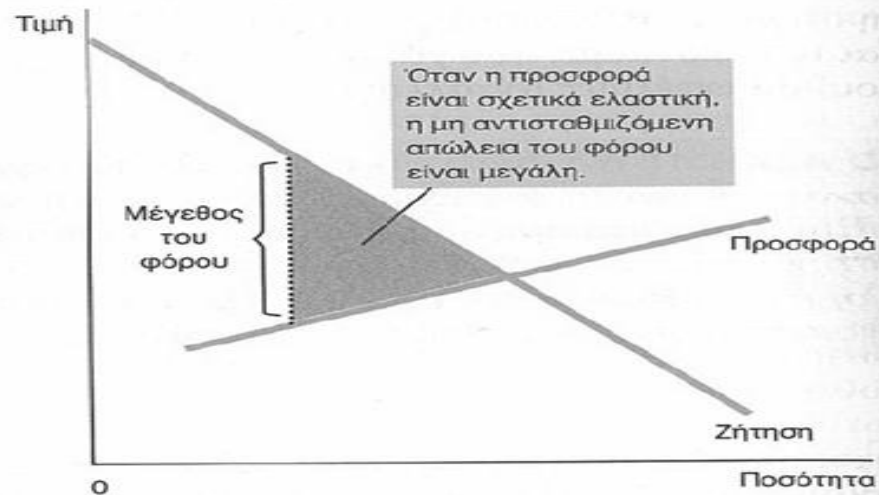 Τιμή
Όταν η προσφορά
είναι σχετικά ελαστική,
η μη αντισταθμιζόμενη
απώλεια του φόρου
είναι μεγάλη.
Μέγεθος
του
φόρου
Προσφορά
Ζήτηση
0
Ποσότητα